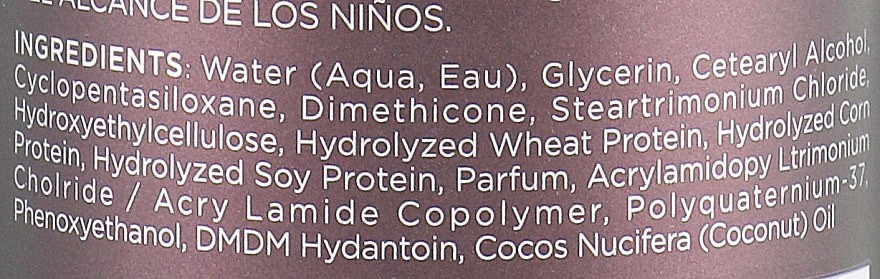 EL ALCANCE DE LOS NIÑOS.
INGREDIENTS: Water (Aqua, Eau), Glycerin, Cetearyl Alcohol,
Cyclopentasiloxane, Dimethicone, Steartrimonium Chloride,
Hydroxyethylcellulose, Hydrolyzed Wheat Protein, Hydrolyzed Corn
Protein, Hydrolyzed Soy Protein, Parfum, Acrylamidopy Ltrimonium
Cholride / Acry Lamide Copolymer, Polyquaternium-37,
Phenoxyethanol, DMDM Hydantoin, Cocos Nucifera (Coconut) Oil